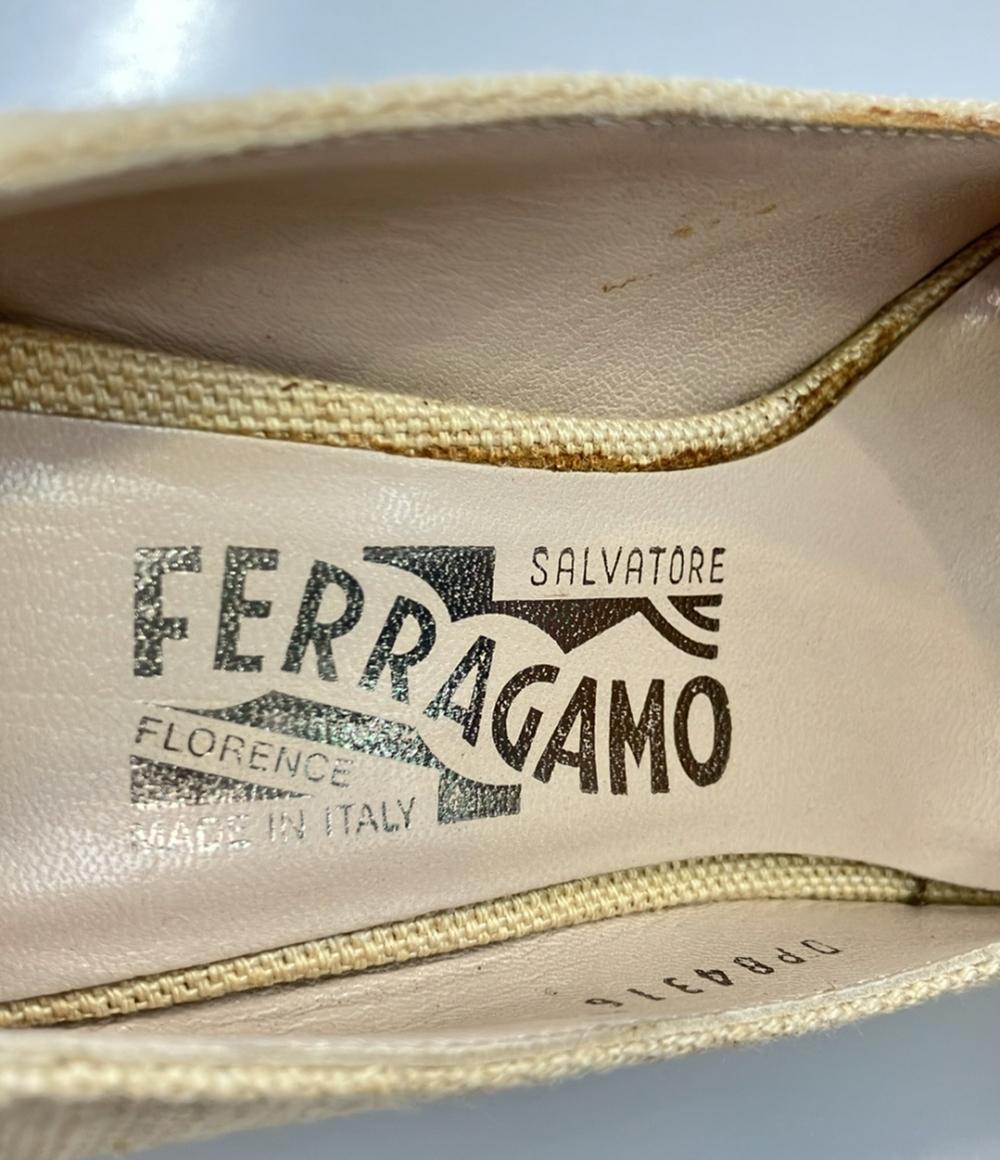 SALVATORE
FERRAGAMO
FLORENCE
MADE IN ITALY
DP84316